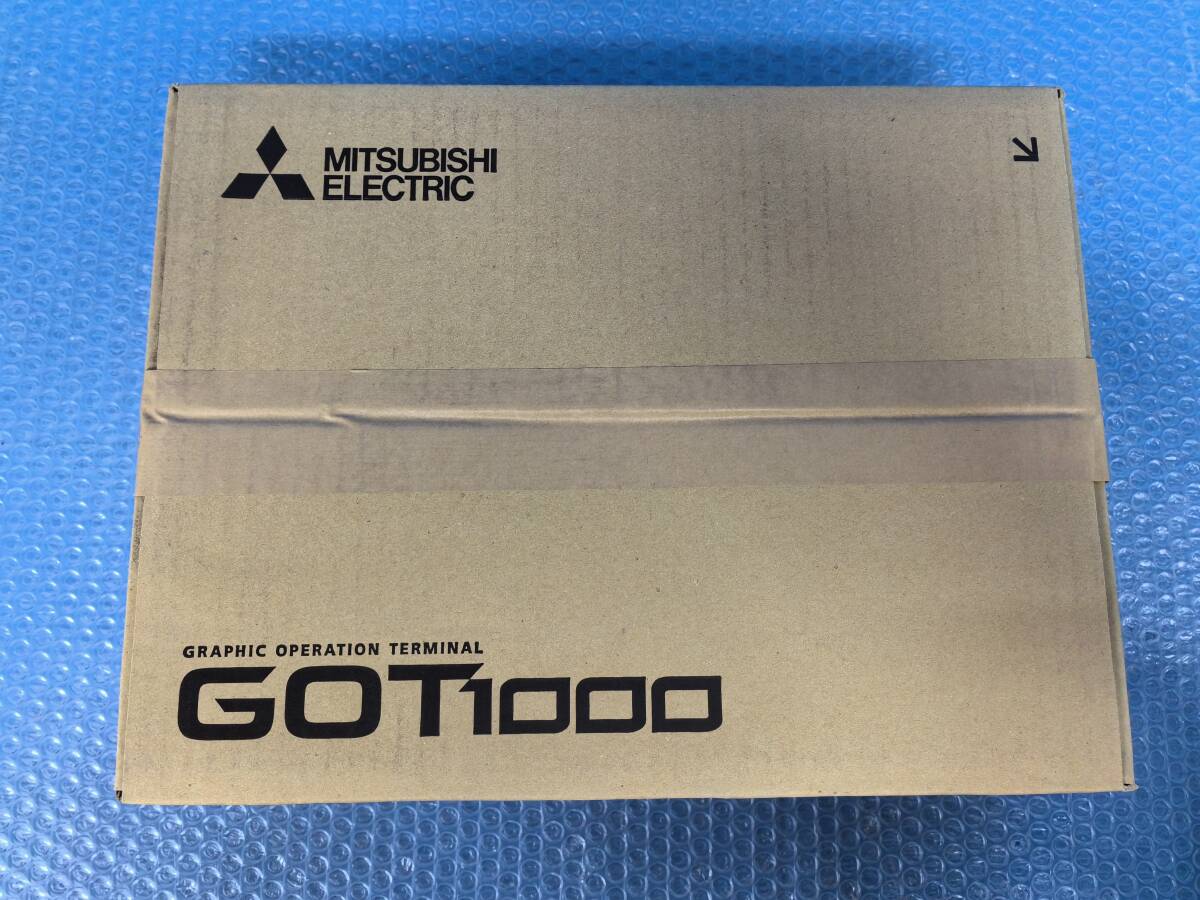 MITSUBISHI
ELECTRIC
GRAPHIC OPERATION TERMINAL
GOT1000